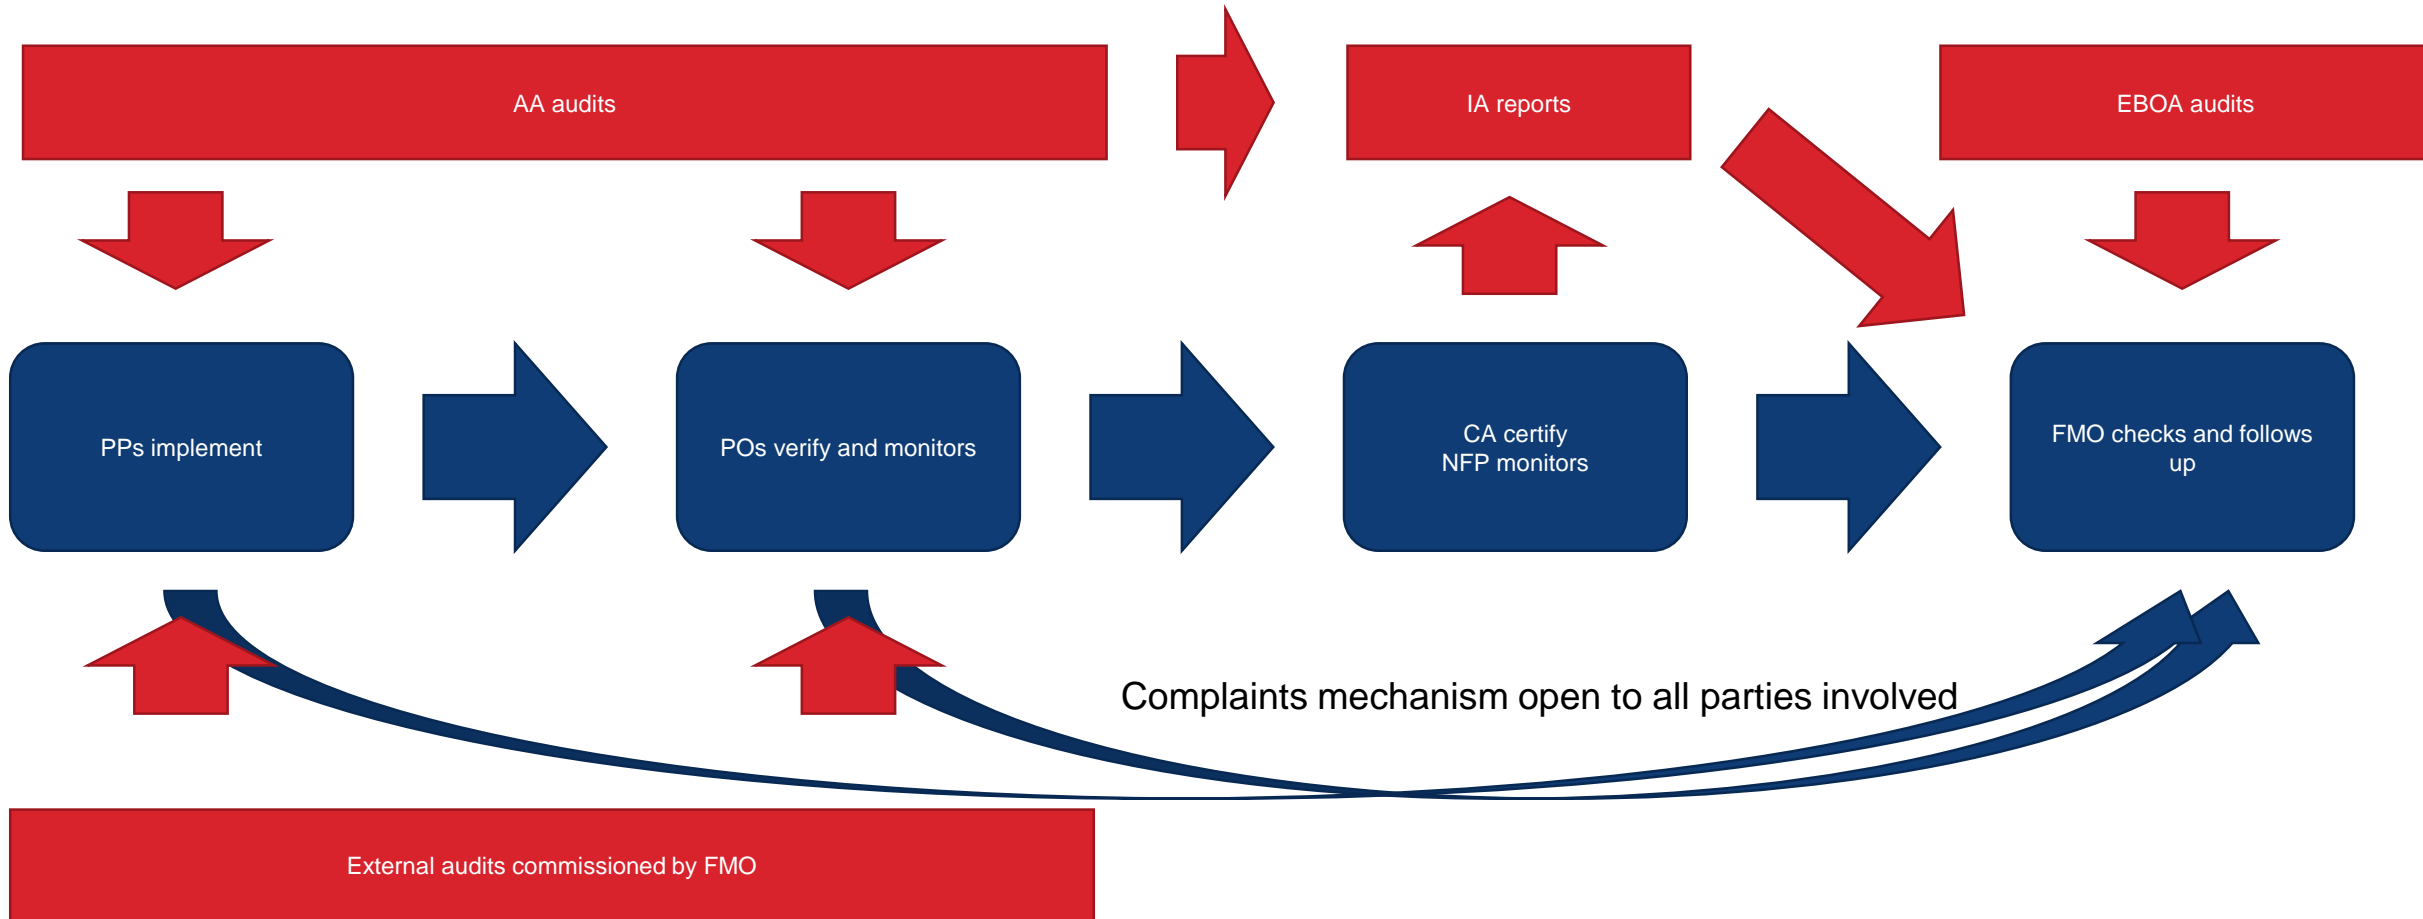 AA audits
IA reports
EBOA audits
PPs implement
POs verify and monitors
CA certify
NFP monitors
FMO checks and follows
up
Complaints mechanism open to all parties involved
External audits commissioned by FMO